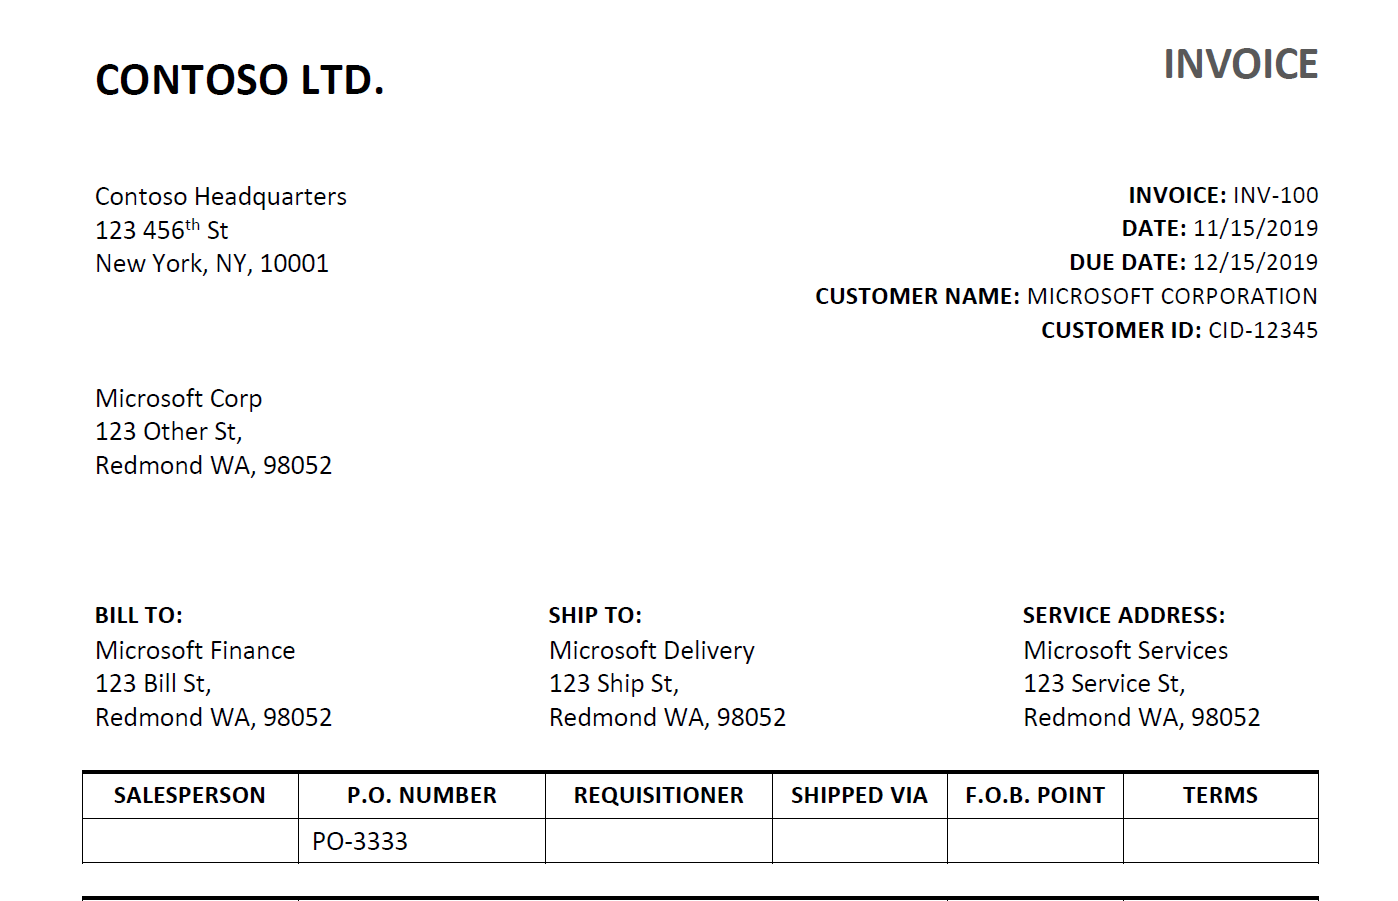 CONTOSO LTD.
INVOICE
Contoso Headquarters
123 456th St
New York, NY, 10001
INVOICE: INV-100
DATE: 11/15/2019
DUE DATE: 12/15/2019
CUSTOMER NAME: MICROSOFT CORPORATION
CUSTOMER ID: CID-12345
Microsoft Corp
123 Other St,
Redmond WA, 98052
BILL TO:
Microsoft Finance
123 Bill St,
Redmond WA, 98052
SHIP TO:
Microsoft Delivery
123 Ship St,
Redmond WA, 98052
SERVICE ADDRESS:
Microsoft Services
123 Service St,
Redmond WA, 98052
SALESPERSON P.O. NUMBER REQUISITIONER SHIPPED VIA F.O.B. POINT TERMS
PO-3333